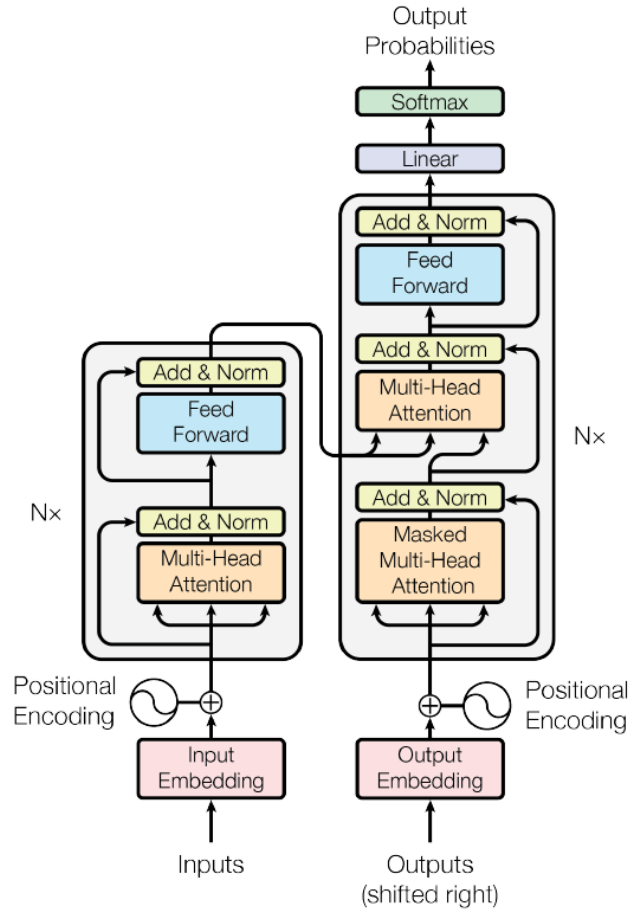 Output
Probabilities
Softmax
Linear
Add & Norm
Feed
Forward
Add & Norm
Multi-Head
Attention
Add & Norm
Masked
Multi-Head
Attention
Nx
Add & Norm
Feed
Forward
Add & Norm
Multi-Head
Attention
Nx
Positional
Encoding
Positional
Encoding
Input
Embedding
Output
Embedding
Inputs
Outputs
(shifted right)